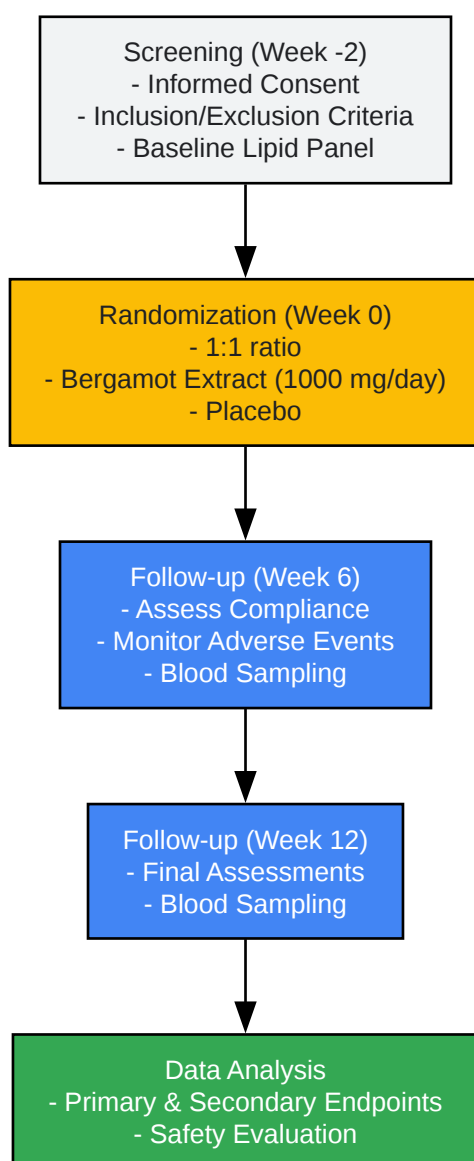 Screening (Week -2)
- Informed Consent
- Inclusion/Exclusion Criteria
- Baseline Lipid Panel
Randomization (Week 0)
- 1:1 ratio
- Bergamot Extract (1000 mg/day)
- Placebo
Follow-up (Week 6)
- Assess Compliance
- Monitor Adverse Events
- Blood Sampling
Follow-up (Week 12)
- Final Assessments
- Blood Sampling
Data Analysis
- Primary & Secondary Endpoints
- Safety Evaluation